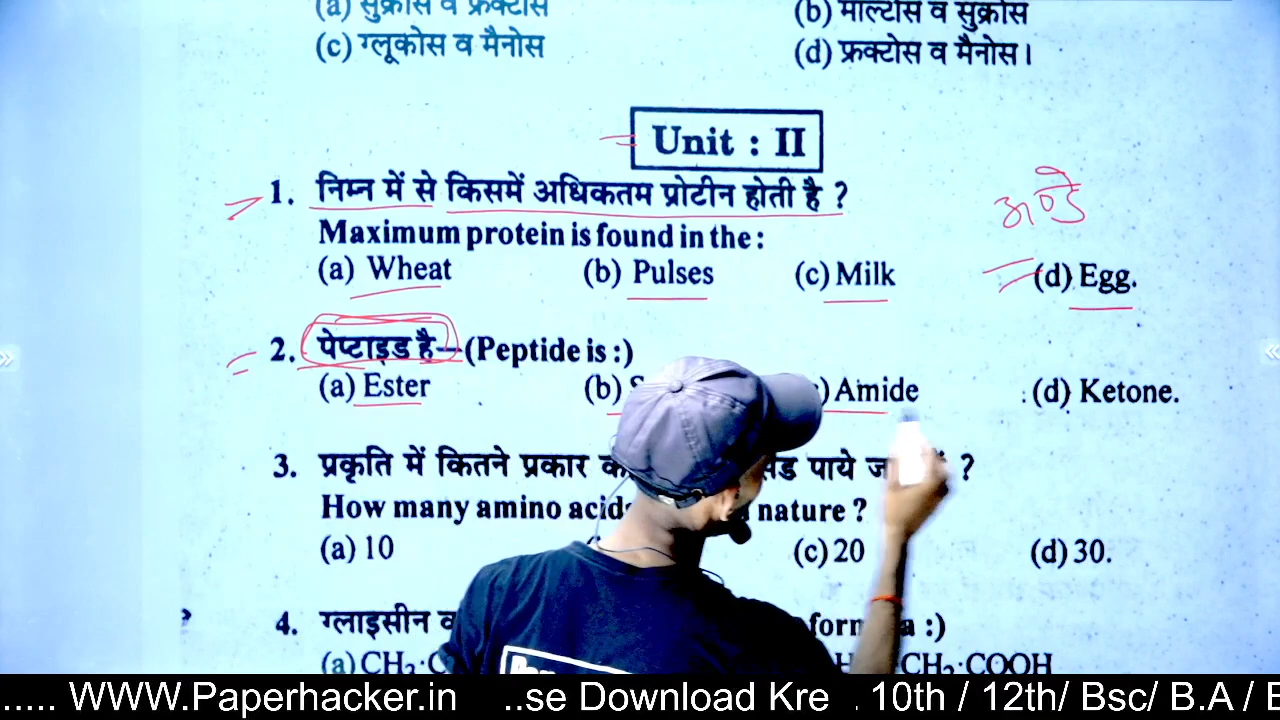 (a) सुक्रोस व फ्रक्टोस (b) माल्टोस व सुक्रोस
(c) ग्लूकोस व मैनोस (d) फ्रक्टोस व मैनोस।
Unit : II
1. निम्न में से किसमें अधिकतम प्रोटीन होती है ?
अण्डे
Maximum protein is found in the :
(a) Wheat (b) Pulses (c) Milk (d) Egg.
2. पेप्टाइड है—(Peptide is :)
(a) Ester (b) Amide (d) Ketone.
3. प्रकृति में कितने प्रकार पाये ?
How many amino nature ?
(a) 10 (c) 20 (d) 30.
4. ग्लाइसीन :)
(a) CH₂· CH₂·COOH
..... WWW.Paperhacker.in ..se Download Kre . 10th / 12th/ Bsc/ B.A /